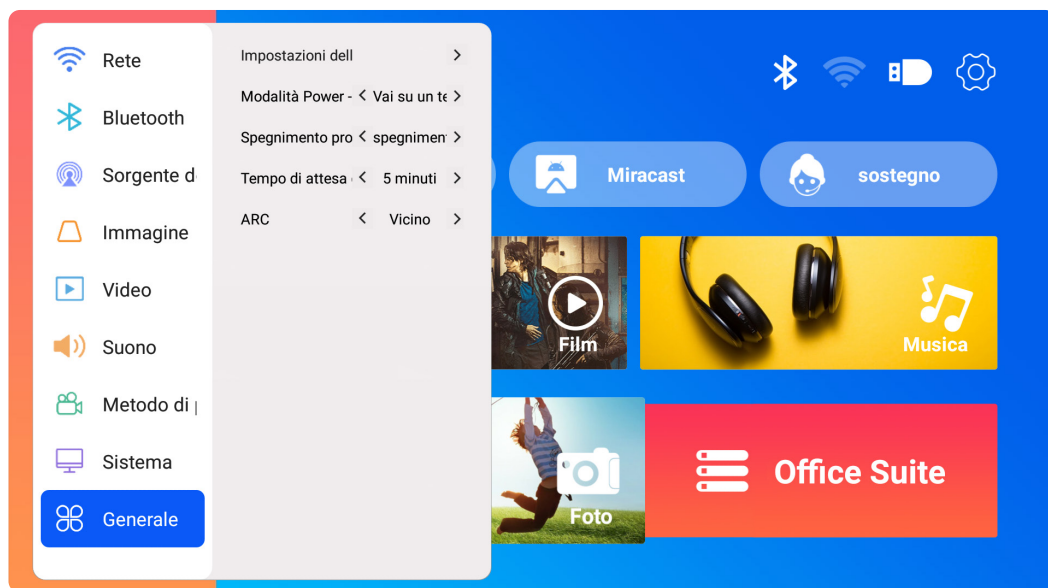 Rete
Bluetooth
Sorgente d
Immagine
Video
Suono
Metodo di
Sistema
Generale
Impostazioni dell
Modalità Power - Vai su un te
Spegnimento pro spegnimen
Tempo di attesa 5 minuti
ARC Vicino
Miracast
sostegno
Film
Musica
Foto
Office Suite